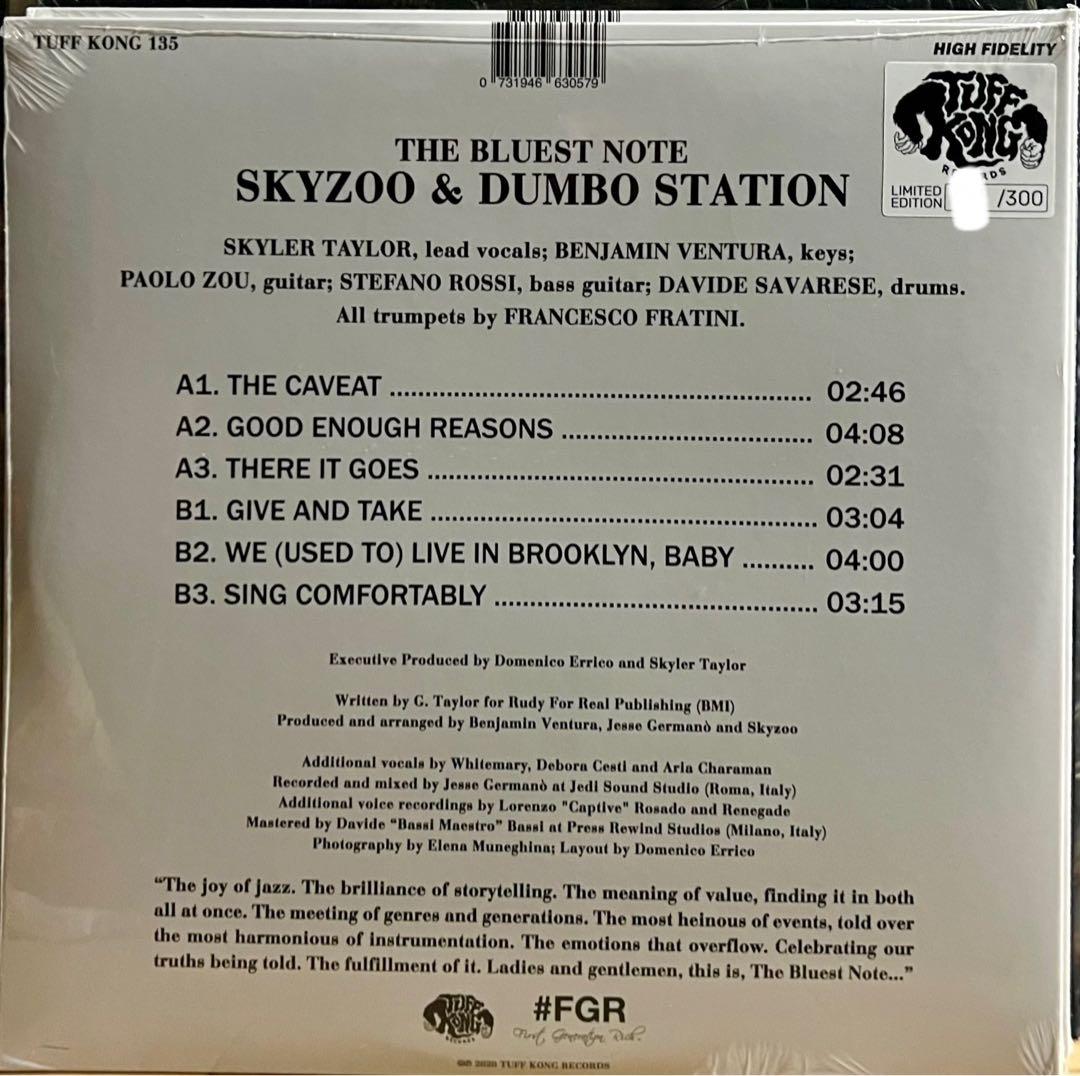 TUFF KONG 135
0 731946 630579
HIGH FIDELITY
TUFF KONG RECORDS
LIMITED EDITION /300
THE BLUEST NOTE
SKYZOO & DUMBO STATION
SKYLER TAYLOR, lead vocals; BENJAMIN VENTURA, keys;
PAOLO ZOU, guitar; STEFANO ROSSI, bass guitar; DAVIDE SAVARESE, drums.
All trumpets by FRANCESCO FRATINI.
A1. THE CAVEAT ........................................................ 02:46
A2. GOOD ENOUGH REASONS ................................. 04:08
A3. THERE IT GOES .................................................. 02:31
B1. GIVE AND TAKE .................................................. 03:04
B2. WE (USED TO) LIVE IN BROOKLYN, BABY .......... 04:00
B3. SING COMFORTABLY .......................................... 03:15
Executive Produced by Domenico Errico and Skyler Taylor
Written by G. Taylor for Rudy For Real Publishing (BMI)
Produced and arranged by Benjamin Ventura, Jesse Germanò and Skyzoo
Additional vocals by Whitemary, Debora Cesti and Aria Charaman
Recorded and mixed by Jesse Germanò at Jedi Sound Studio (Roma, Italy)
Additional voice recordings by Lorenzo "Captive" Rosado and Renegade
Mastered by Davide “Bassi Maestro” Bassi at Press Rewind Studios (Milano, Italy)
Photography by Elena Muneghina; Layout by Domenico Errico
“The joy of jazz. The brilliance of storytelling. The meaning of value, finding it in both
all at once. The meeting of genres and generations. The most heinous of events, told over
the most harmonious of instrumentation. The emotions that overflow. Celebrating our
truths being told. The fulfillment of it. Ladies and gentlemen, this is, The Bluest Note...”
TUFF KONG RECORDS
#FGR
First Generation Rich.
©℗ 2020 TUFF KONG RECORDS